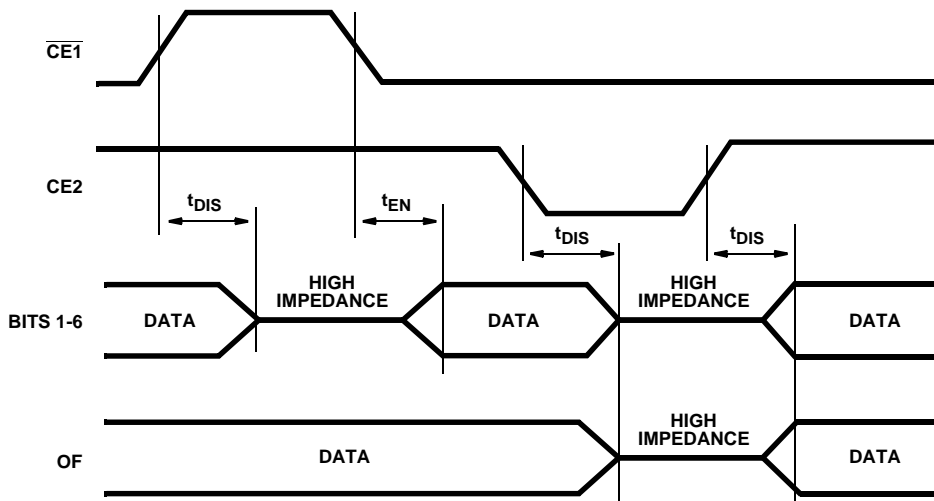 CE1
CE2
tDIS
tEN
tDIS
tDIS
BITS 1-6
DATA
HIGH
IMPEDANCE
DATA
HIGH
IMPEDANCE
DATA
OF
DATA
HIGH
IMPEDANCE
DATA